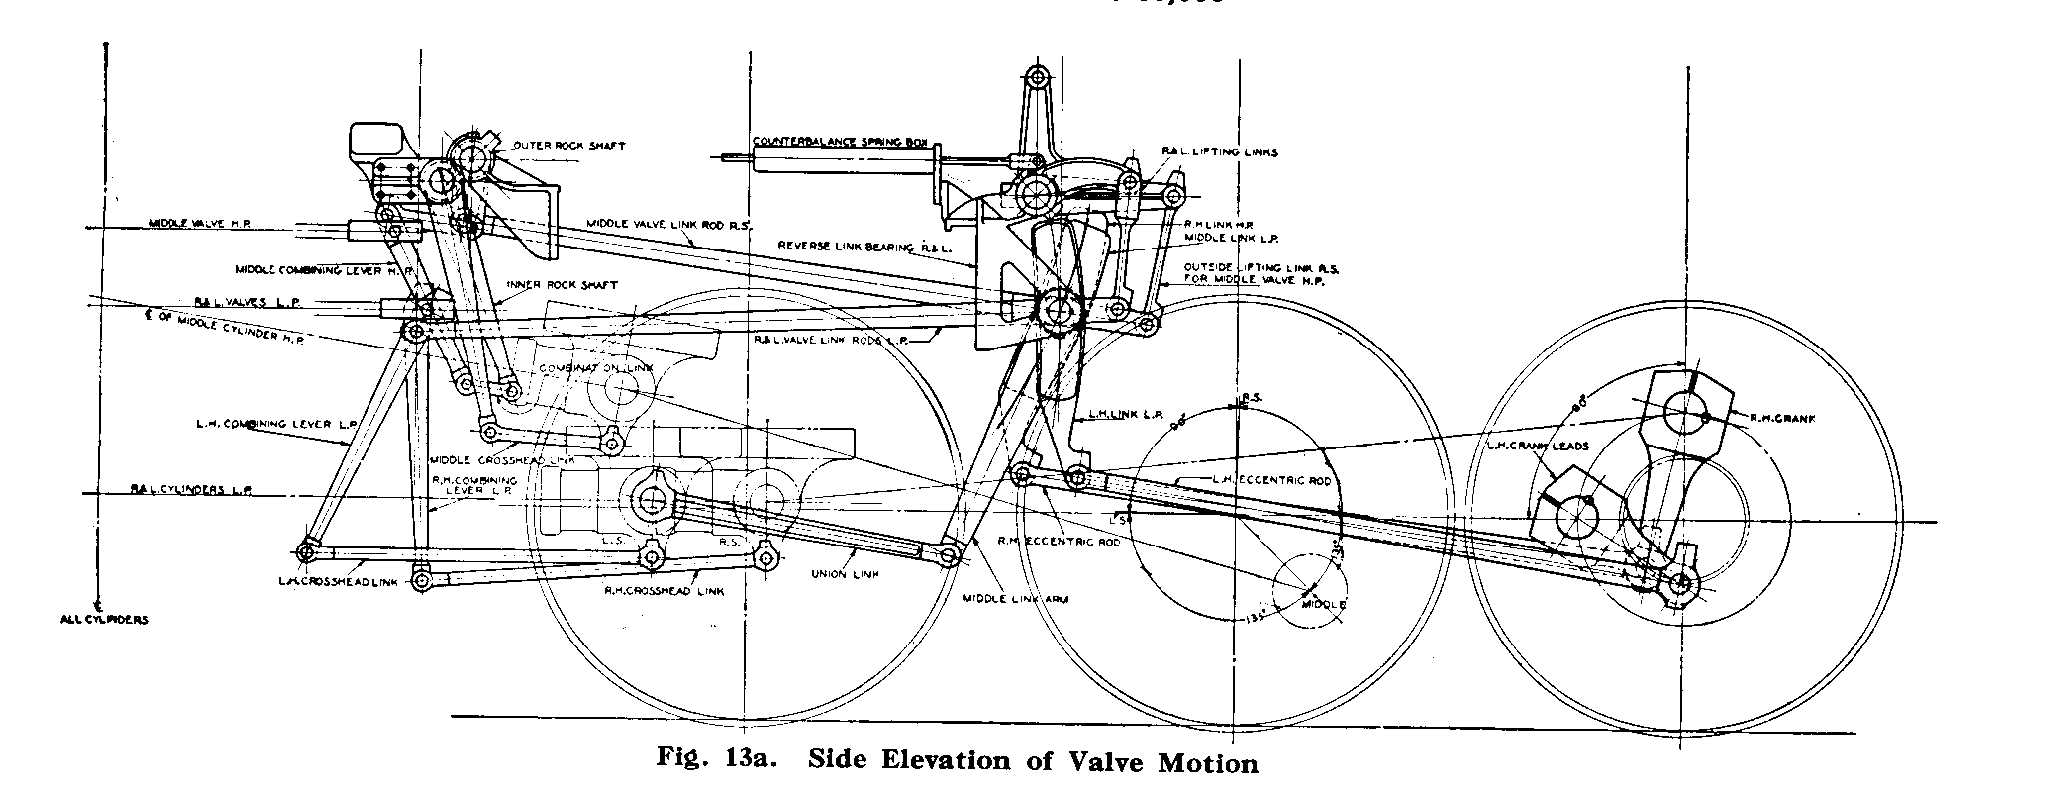 OUTER ROCK SHAFT
COUNTERBALANCE SPRING BOX
R&L. LIFTING LINKS
MIDDLE VALVE H.P.
MIDDLE VALVE LINK ROD R.S.
R.H. LINK H.P.
MIDDLE LINK L.P.
REVERSE LINK BEARING R&L.
MIDDLE COMBINING LEVER H.P.
OUTSIDE LIFTING LINK R.S.
FOR MIDDLE VALVE H.P.
INNER ROCK SHAFT
R&L. VALVES L.P.
℄ OF MIDDLE CYLINDER H.P.
R&L. VALVE LINK RODS L.P.
COMBINATION LINK
R.S.
90°
90°
L.H. LINK L.P.
R.H. CRANK
L.H. COMBINING LEVER L.P.
L.H. CRANK LEADS
MIDDLE CROSSHEAD LINK
R.H. COMBINING
LEVER L.P.
L.H. ECCENTRIC ROD
R&L. CYLINDERS L.P.
L.S.
L.S.
R.S.
R.H. ECCENTRIC ROD
135°
UNION LINK
L.H. CROSSHEAD LINK
R.H. CROSSHEAD LINK
MIDDLE LINK ARM
MIDDLE
135°
℄
ALL CYLINDERS
Fig. 13a. Side Elevation of Valve Motion